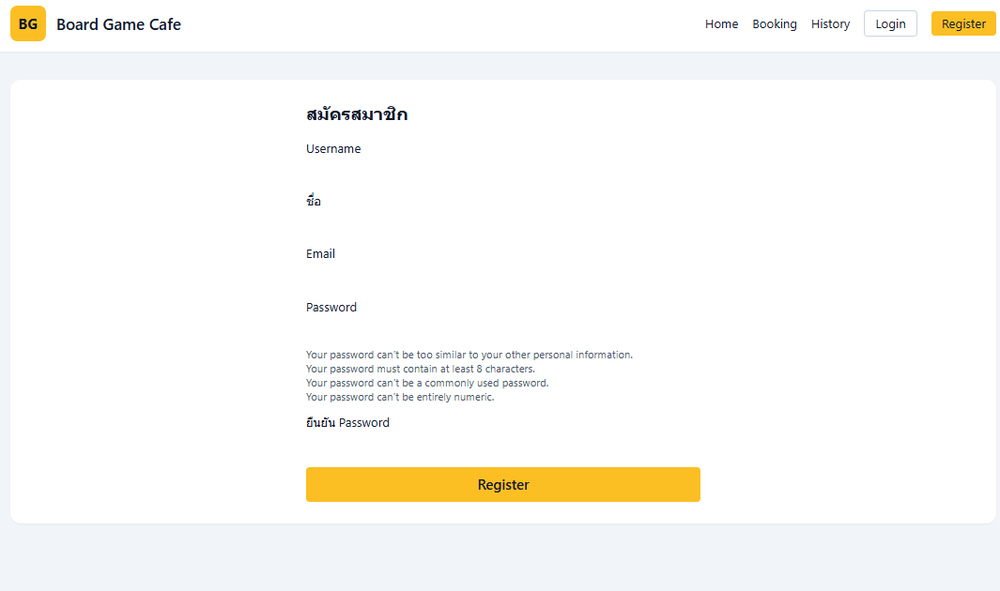 BG Board Game Cafe Home Booking History Login Register
สมัครสมาชิก
Username
ชื่อ
Email
Password
Your password can't be too similar to your other personal information.
Your password must contain at least 8 characters.
Your password can't be a commonly used password.
Your password can't be entirely numeric.
ยืนยัน Password
Register